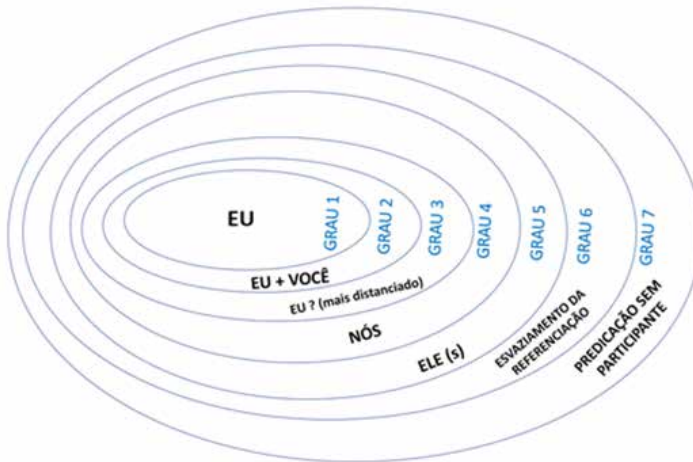 EU
GRAU 1
GRAU 2
GRAU 3
GRAU 4
GRAU 5
GRAU 6
GRAU 7
EU + VOCÊ
EU ? (mais distanciado)
NÓS
ELE (s)
ESVAZIAMENTO DA
REFERENCIAÇÃO
PREDICAÇÃO SEM
PARTICIPANTE